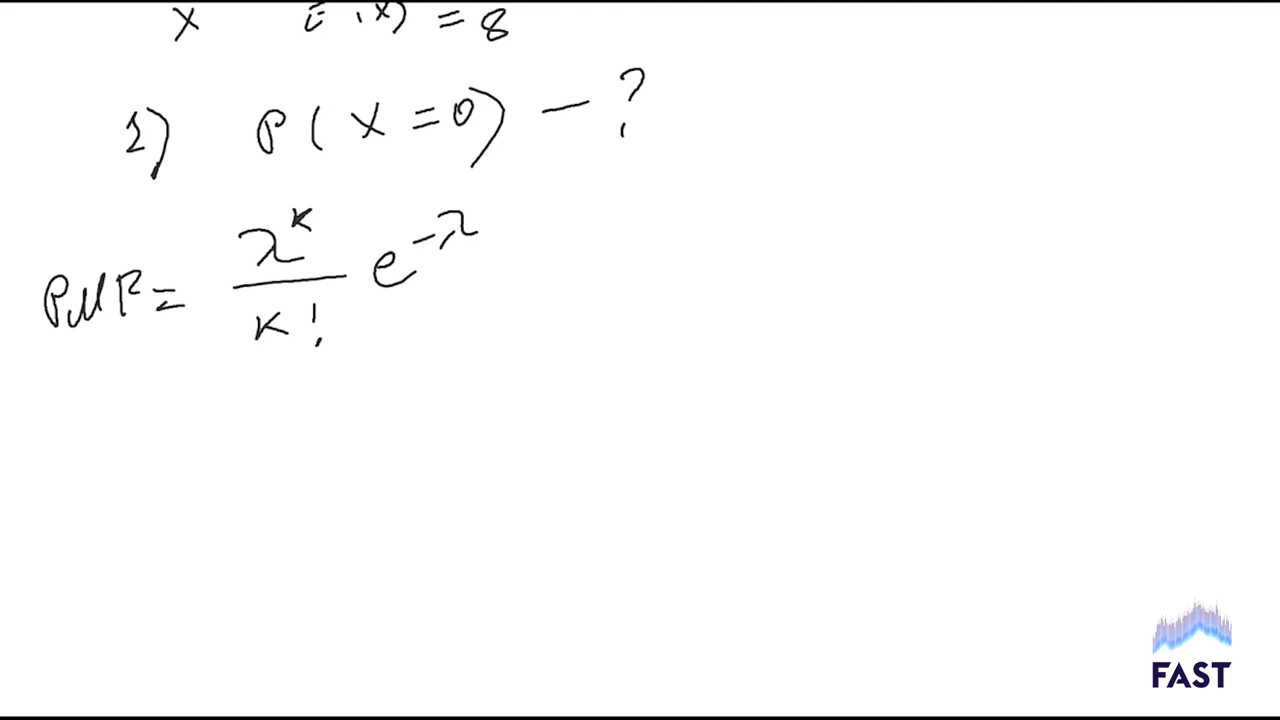 X E(X) = 8
1) P(X=0) – ?
PMF = λ^k / k! e^{-λ}
FAST